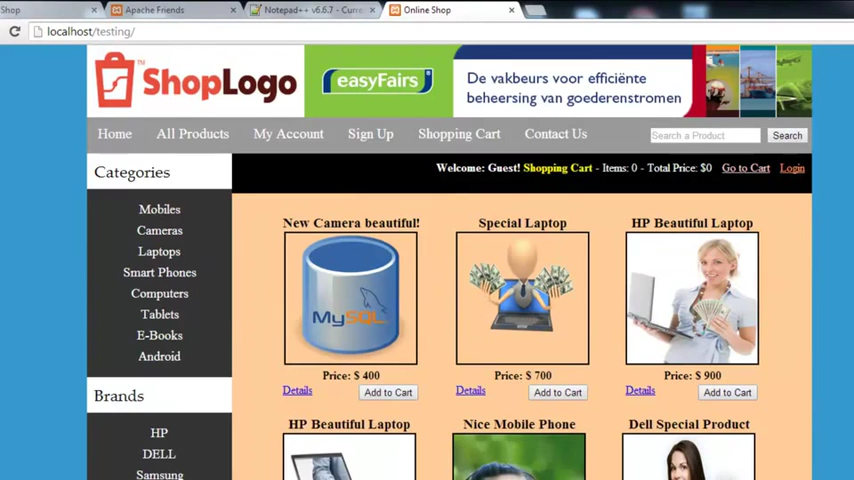 Shop
Apache Friends
Notepad++ v6.6.7 - Curre
Online Shop
localhost/testing/
ShopLogo
TM
easyFairs
De vakbeurs voor efficiënte
beheersing van goederenstromen
Home All Products My Account Sign Up Shopping Cart Contact Us Search a Product Search
Categories
Welcome: Guest! Shopping Cart - Items: 0 - Total Price: $0 Go to Cart Login
Mobiles
Cameras
Laptops
Smart Phones
Computers
Tablets
E-Books
Android
Brands
HP
DELL
Samsung
New Camera beautiful! Special Laptop HP Beautiful Laptop
MySQL
Price: $ 400 Price: $ 700 Price: $ 900
Details Add to Cart Details Add to Cart Details Add to Cart
HP Beautiful Laptop Nice Mobile Phone Dell Special Product